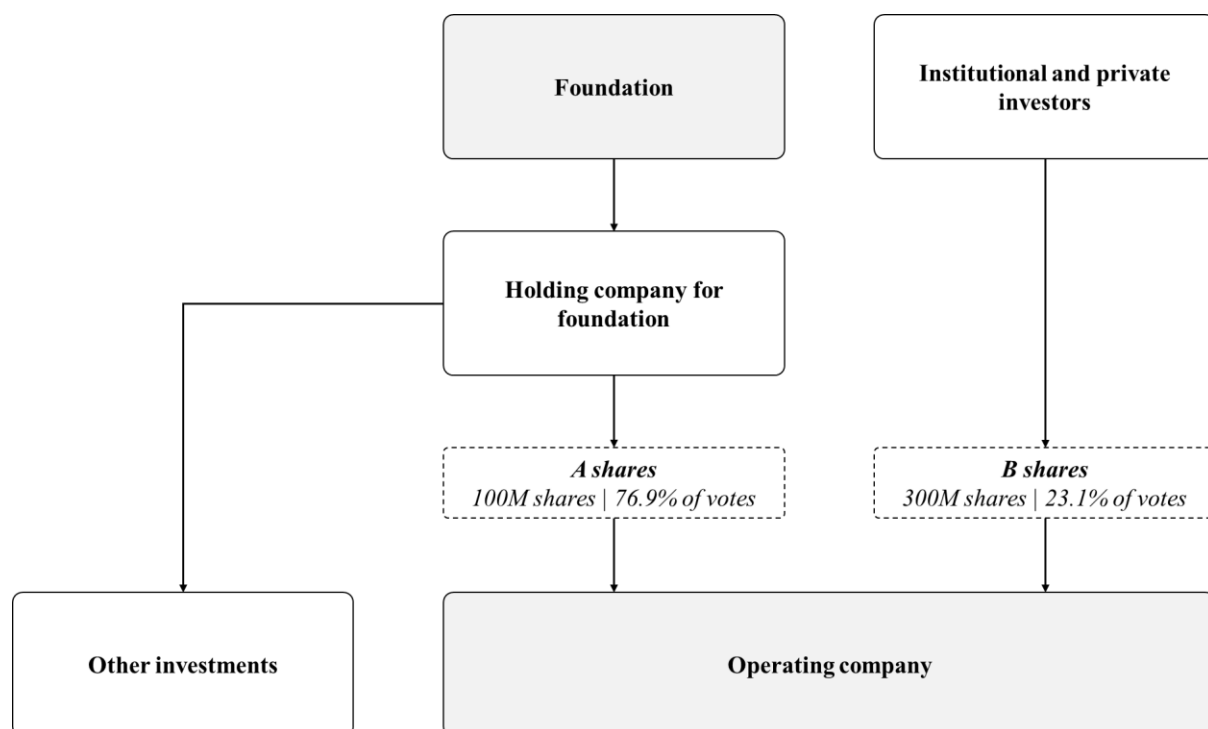 Foundation
Institutional and private
investors
Holding company for
foundation
A shares
100M shares | 76.9% of votes
B shares
300M shares | 23.1% of votes
Other investments
Operating company